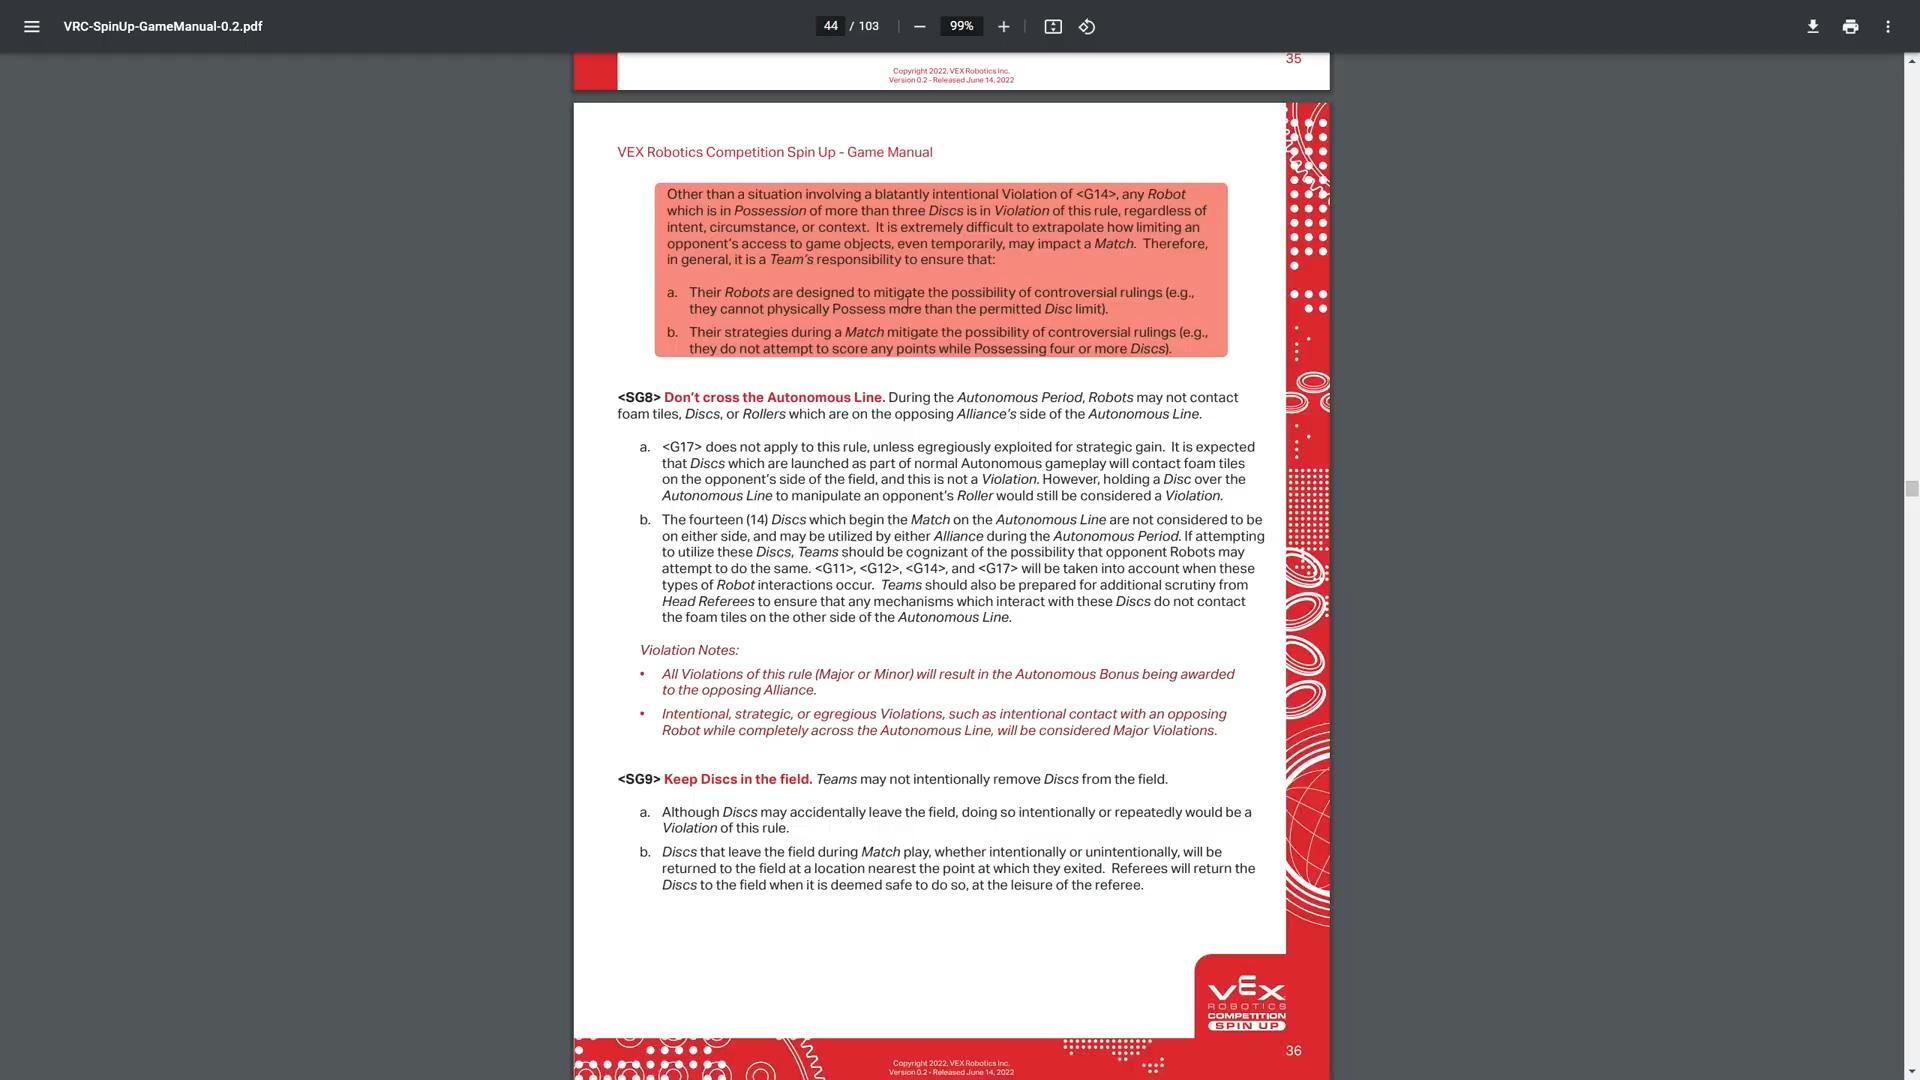 VRC-SpinUp-GameManual-0.2.pdf
44 / 103
99%
35
Copyright 2022, VEX Robotics Inc.
Version 0.2 - Released June 14, 2022
VEX Robotics Competition Spin Up - Game Manual
Other than a situation involving a blatantly intentional Violation of <G14>, any Robot
which is in Possession of more than three Discs is in Violation of this rule, regardless of
intent, circumstance, or context. It is extremely difficult to extrapolate how limiting an
opponent's access to game objects, even temporarily, may impact a Match. Therefore,
in general, it is a Team's responsibility to ensure that:
a. Their Robots are designed to mitigate the possibility of controversial rulings (e.g.,
they cannot physically Possess more than the permitted Disc limit).
b. Their strategies during a Match mitigate the possibility of controversial rulings (e.g.,
they do not attempt to score any points while Possessing four or more Discs).
<SG8> Don't cross the Autonomous Line. During the Autonomous Period, Robots may not contact
foam tiles, Discs, or Rollers which are on the opposing Alliance's side of the Autonomous Line.
a. <G17> does not apply to this rule, unless egregiously exploited for strategic gain. It is expected
that Discs which are launched as part of normal Autonomous gameplay will contact foam tiles
on the opponent's side of the field, and this is not a Violation. However, holding a Disc over the
Autonomous Line to manipulate an opponent's Roller would still be considered a Violation.
b. The fourteen (14) Discs which begin the Match on the Autonomous Line are not considered to be
on either side, and may be utilized by either Alliance during the Autonomous Period. If attempting
to utilize these Discs, Teams should be cognizant of the possibility that opponent Robots may
attempt to do the same. <G11>, <G12>, <G14>, and <G17> will be taken into account when these
types of Robot interactions occur. Teams should also be prepared for additional scrutiny from
Head Referees to ensure that any mechanisms which interact with these Discs do not contact
the foam tiles on the other side of the Autonomous Line.
Violation Notes:
• All Violations of this rule (Major or Minor) will result in the Autonomous Bonus being awarded
to the opposing Alliance.
• Intentional, strategic, or egregious Violations, such as intentional contact with an opposing
Robot while completely across the Autonomous Line, will be considered Major Violations.
<SG9> Keep Discs in the field. Teams may not intentionally remove Discs from the field.
a. Although Discs may accidentally leave the field, doing so intentionally or repeatedly would be a
Violation of this rule.
b. Discs that leave the field during Match play, whether intentionally or unintentionally, will be
returned to the field at a location nearest the point at which they exited. Referees will return the
Discs to the field when it is deemed safe to do so, at the leisure of the referee.
VEX
ROBOTICS
COMPETITION
SPIN UP
36
Copyright 2022, VEX Robotics Inc.
Version 0.2 - Released June 14, 2022